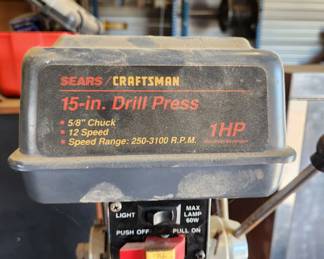 SEARS / CRAFTSMAN
15-in. Drill Press
• 5/8" Chuck
• 12 Speed
• Speed Range: 250-3100 R.P.M.
1HP
LIGHT
MAX
LAMP
60W
PUSH OFF
PULL ON